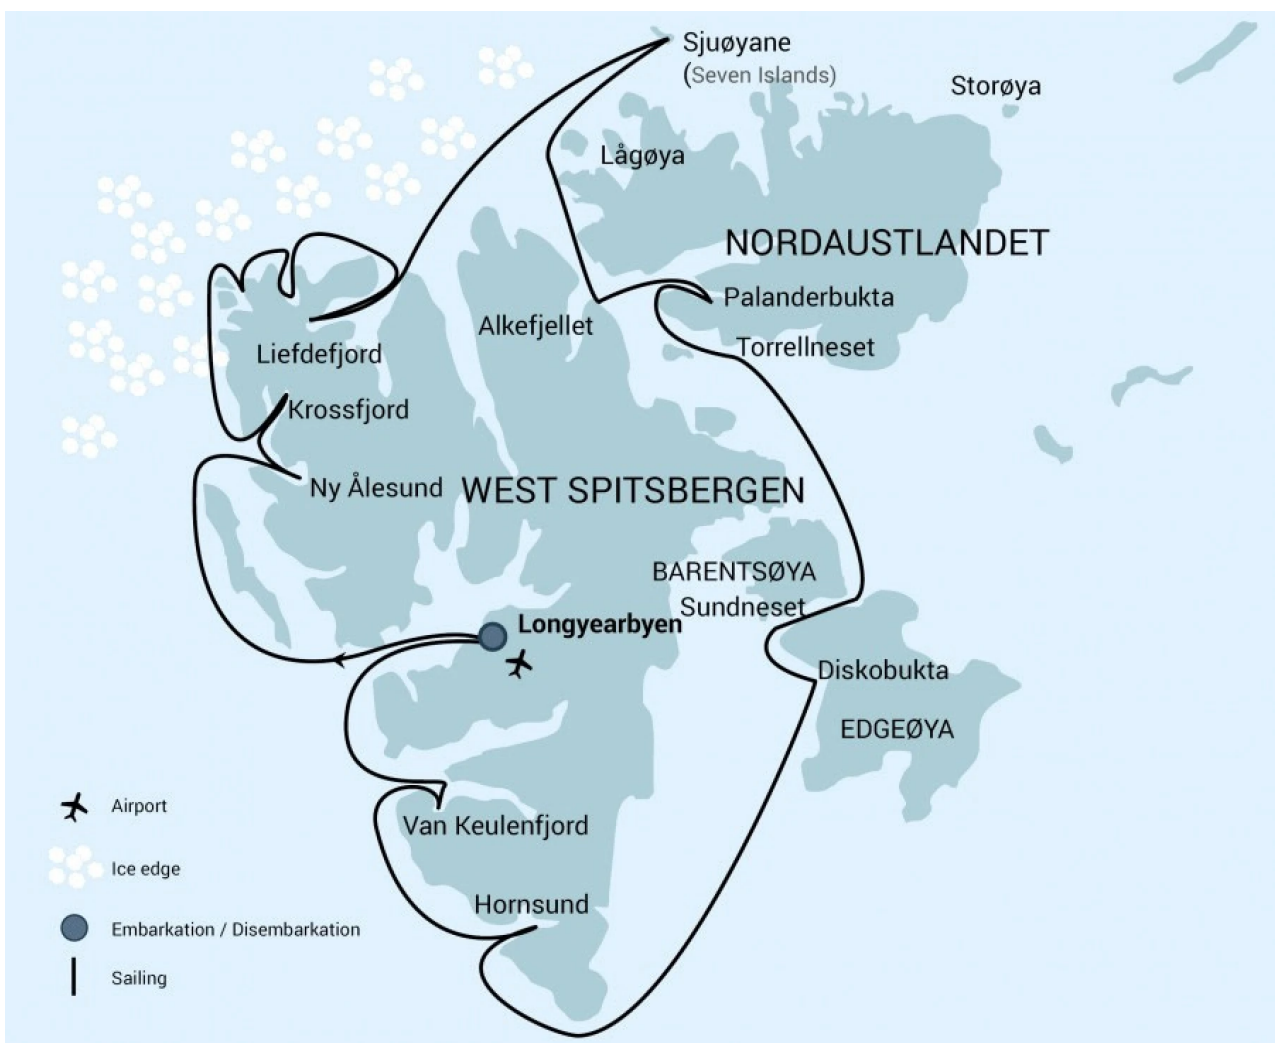 Sjuøyane
(Seven Islands)
Storøya
Lågøya
NORDAUSTLANDET
Palanderbukta
Alkefjellet
Torrellneset
Liefdefjord
Krossfjord
Ny Ålesund
WEST SPITSBERGEN
BARENTSØYA
Sundneset
Longyearbyen
Diskobukta
EDGEØYA
Airport
Van Keulenfjord
Ice edge
Hornsund
Embarkation / Disembarkation
Sailing